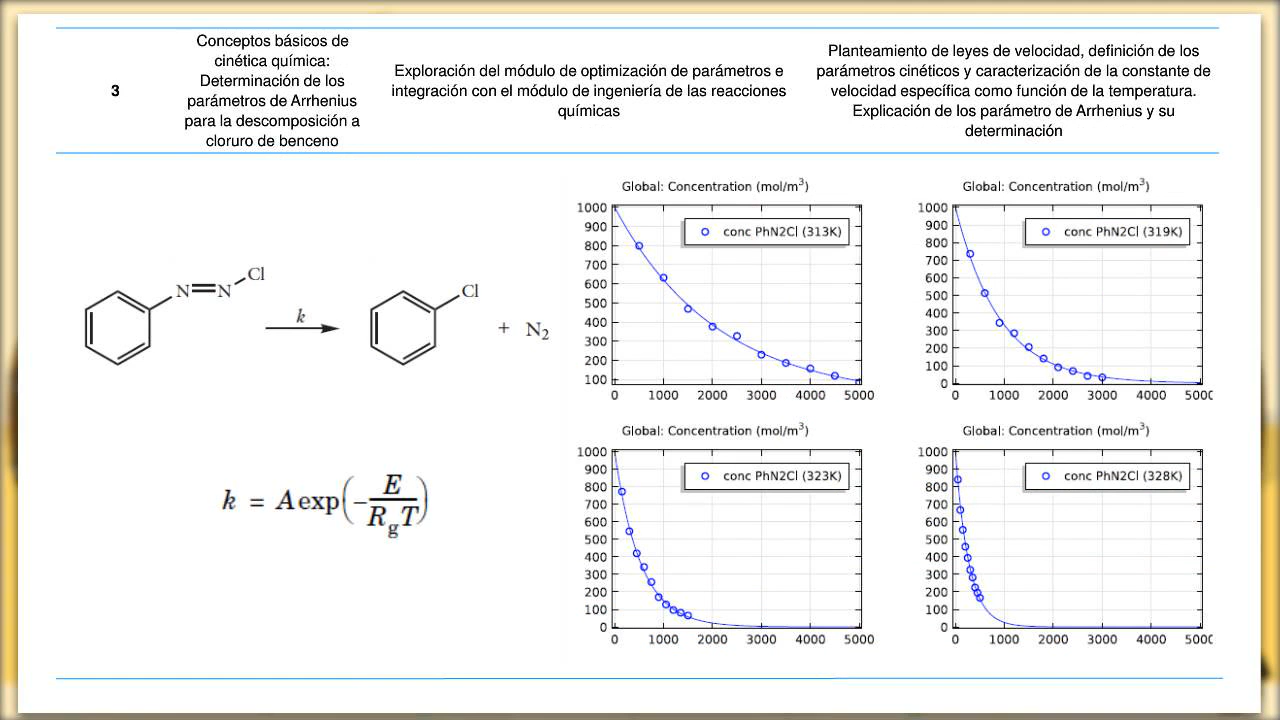 3
Conceptos básicos de
cinética química:
Determinación de los
parámetros de Arrhenius
para la descomposición a
cloruro de benceno
Exploración del módulo de optimización de parámetros e
integración con el módulo de ingeniería de las reacciones
químicas
Planteamiento de leyes de velocidad, definición de los
parámetros cinéticos y caracterización de la constante de
velocidad específica como función de la temperatura.
Explicación de los parámetro de Arrhenius y su
determinación
N=N Cl
k
Cl
+ N₂
k = A exp(-E/RgT)
Global: Concentration (mol/m³)
conc PhN2Cl (313K)
1000
900
800
700
600
500
400
300
200
100
0 1000 2000 3000 4000 5000
Global: Concentration (mol/m³)
conc PhN2Cl (319K)
1000
900
800
700
600
500
400
300
200
100
0
0 1000 2000 3000 4000 5000
Global: Concentration (mol/m³)
conc PhN2Cl (323K)
1000
900
800
700
600
500
400
300
200
100
0
0 1000 2000 3000 4000 5000
Global: Concentration (mol/m³)
conc PhN2Cl (328K)
1000
900
800
700
600
500
400
300
200
100
0
0 1000 2000 3000 4000 5000